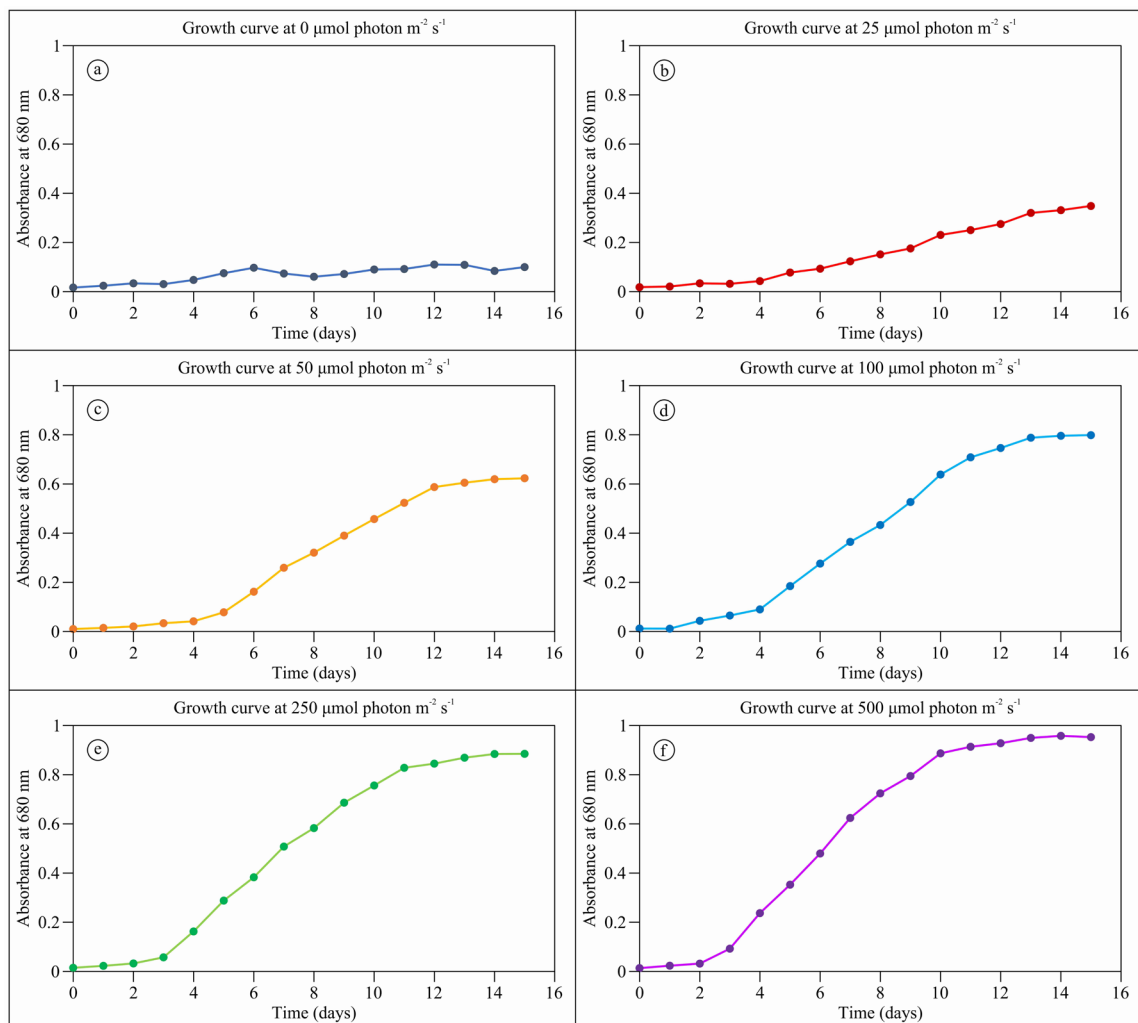 Growth curve at 0 μmol photon m⁻² s⁻¹
a
Absorbance at 680 nm
1
0.8
0.6
0.4
0.2
0
0 2 4 6 8 10 12 14 16
Time (days)
Growth curve at 25 μmol photon m⁻² s⁻¹
b
Absorbance at 680 nm
1
0.8
0.6
0.4
0.2
0
0 2 4 6 8 10 12 14 16
Time (days)
Growth curve at 50 μmol photon m⁻² s⁻¹
c
Absorbance at 680 nm
1
0.8
0.6
0.4
0.2
0
0 2 4 6 8 10 12 14 16
Time (days)
Growth curve at 100 μmol photon m⁻² s⁻¹
d
Absorbance at 680 nm
1
0.8
0.6
0.4
0.2
0
0 2 4 6 8 10 12 14 16
Time (days)
Growth curve at 250 μmol photon m⁻² s⁻¹
e
Absorbance at 680 nm
1
0.8
0.6
0.4
0.2
0
0 2 4 6 8 10 12 14 16
Time (days)
Growth curve at 500 μmol photon m⁻² s⁻¹
f
Absorbance at 680 nm
1
0.8
0.6
0.4
0.2
0
0 2 4 6 8 10 12 14 16
Time (days)